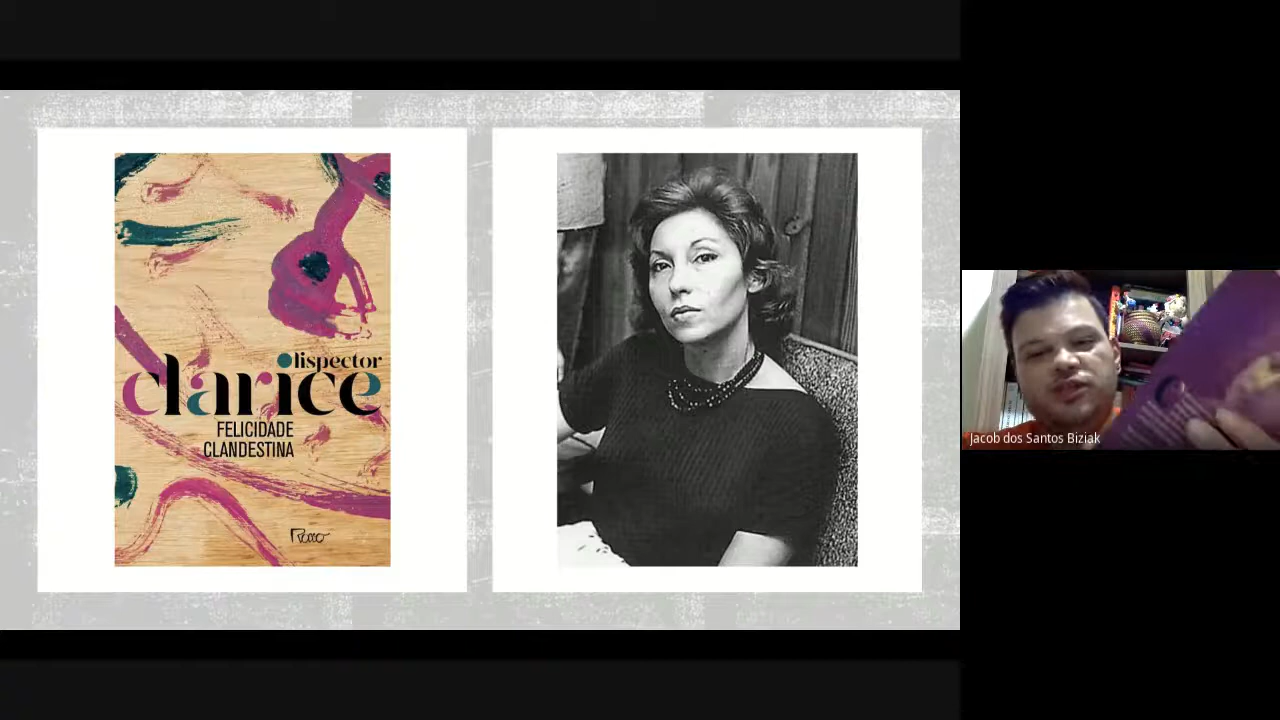 lispector
clarice
FELICIDADE
CLANDESTINA
Rocco
Jacob dos Santos Biziak